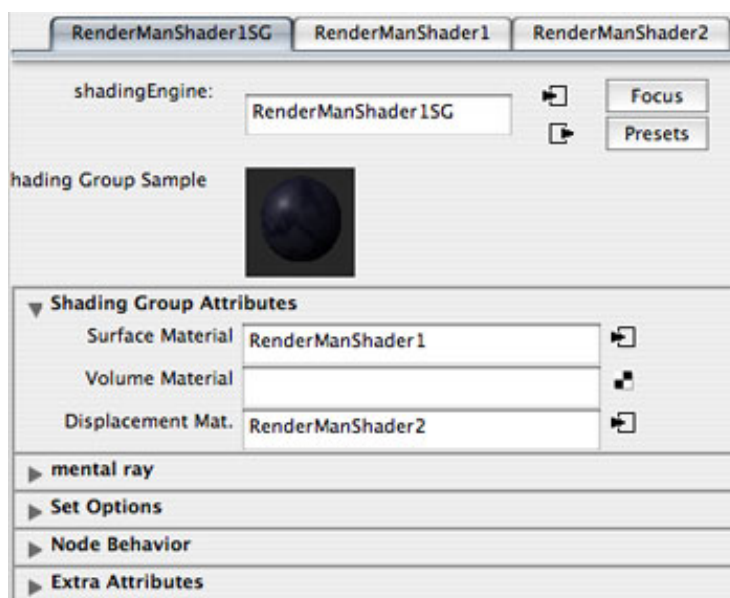 RenderManShader1SG RenderManShader1 RenderManShader2
shadingEngine: RenderManShader1SG Focus
Presets
hading Group Sample
Shading Group Attributes
Surface Material RenderManShader1
Volume Material
Displacement Mat. RenderManShader2
mental ray
Set Options
Node Behavior
Extra Attributes